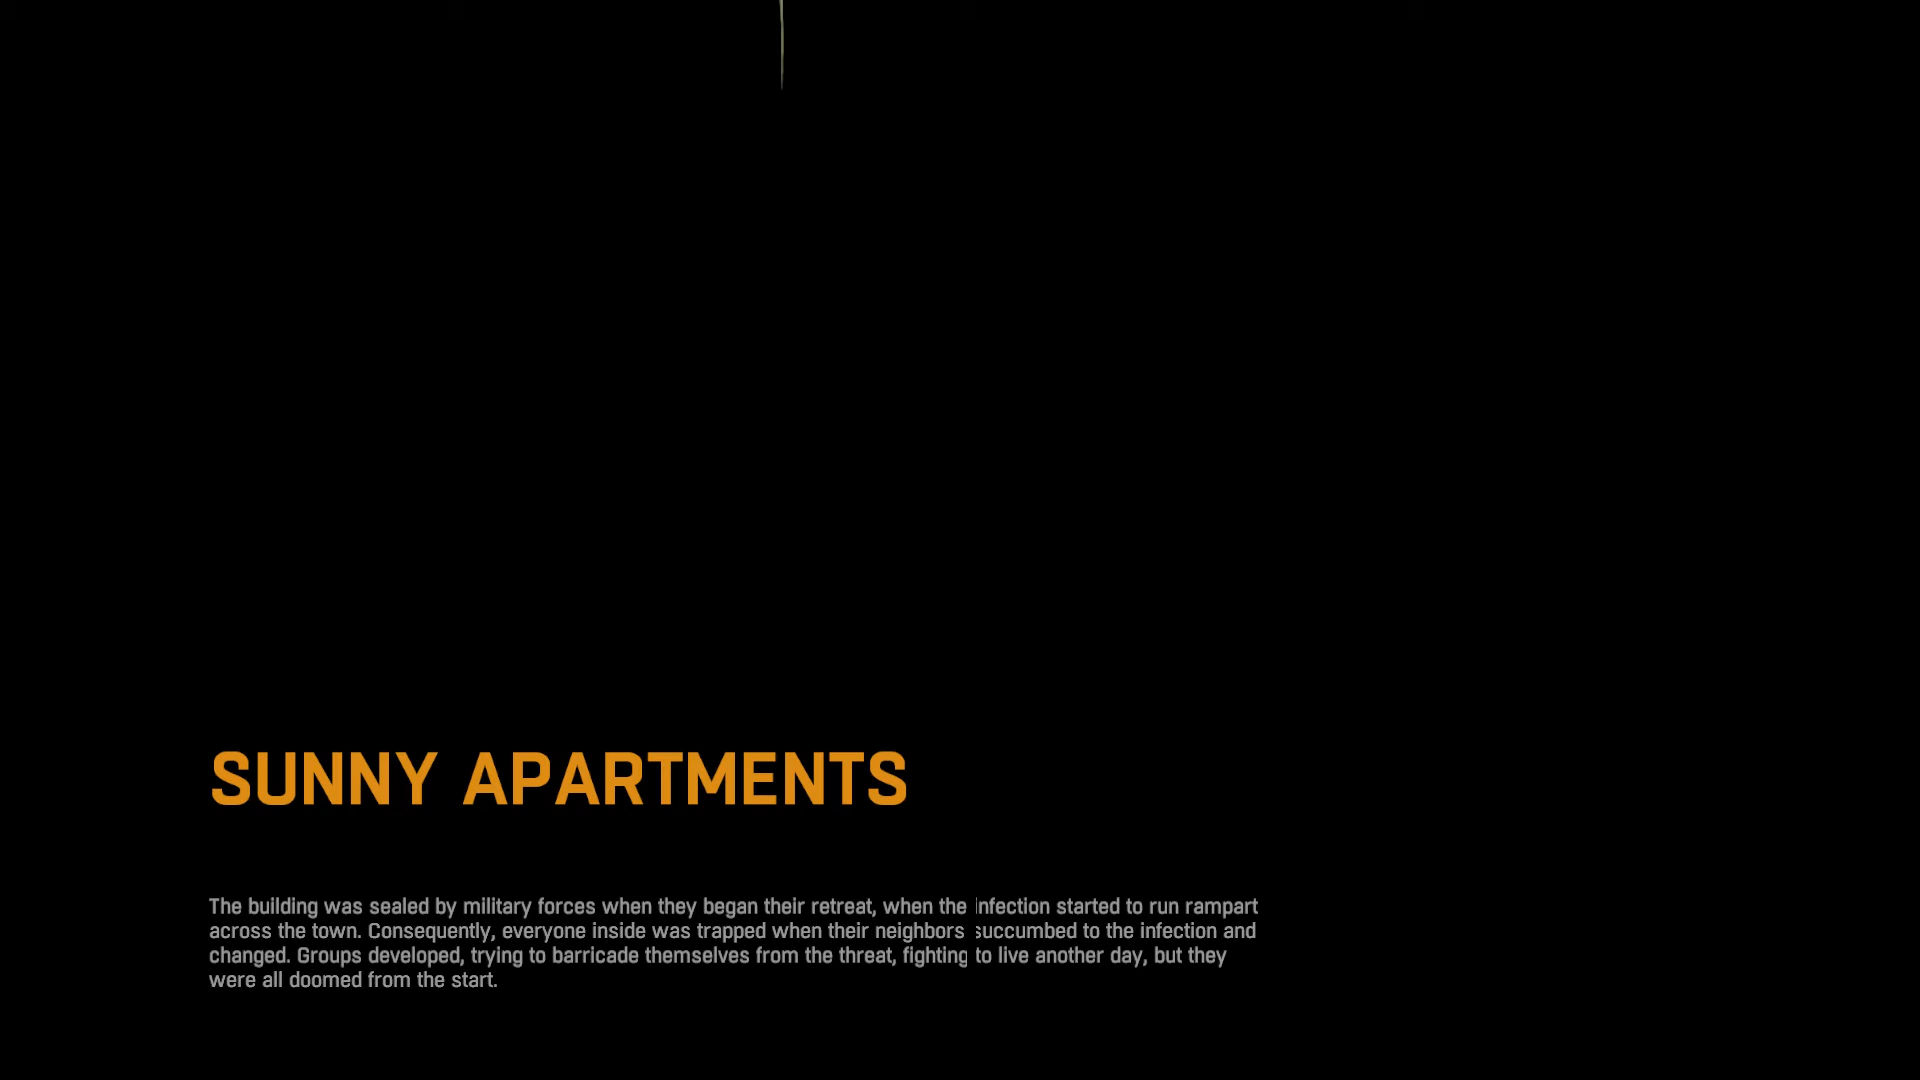 SUNNY APARTMENTS
The building was sealed by military forces when they began their retreat, when the infection started to run rampart
across the town. Consequently, everyone inside was trapped when their neighbors succumbed to the infection and
changed. Groups developed, trying to barricade themselves from the threat, fighting to live another day, but they
were all doomed from the start.